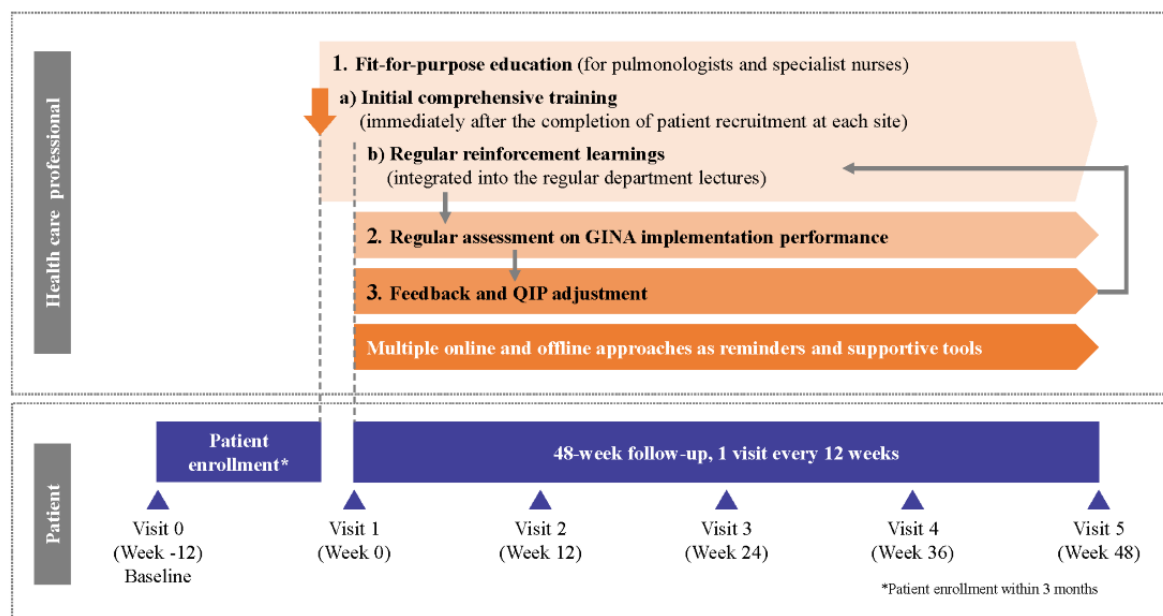 Health care professional
1. Fit-for-purpose education (for pulmonologists and specialist nurses)
a) Initial comprehensive training
(immediately after the completion of patient recruitment at each site)
b) Regular reinforcement learnings
(integrated into the regular department lectures)
2. Regular assessment on GINA implementation performance
3. Feedback and QIP adjustment
Multiple online and offline approaches as reminders and supportive tools
Patient
Patient
enrollment*
48-week follow-up, 1 visit every 12 weeks
Visit 0
(Week -12)
Baseline
Visit 1
(Week 0)
Visit 2
(Week 12)
Visit 3
(Week 24)
Visit 4
(Week 36)
Visit 5
(Week 48)
*Patient enrollment within 3 months